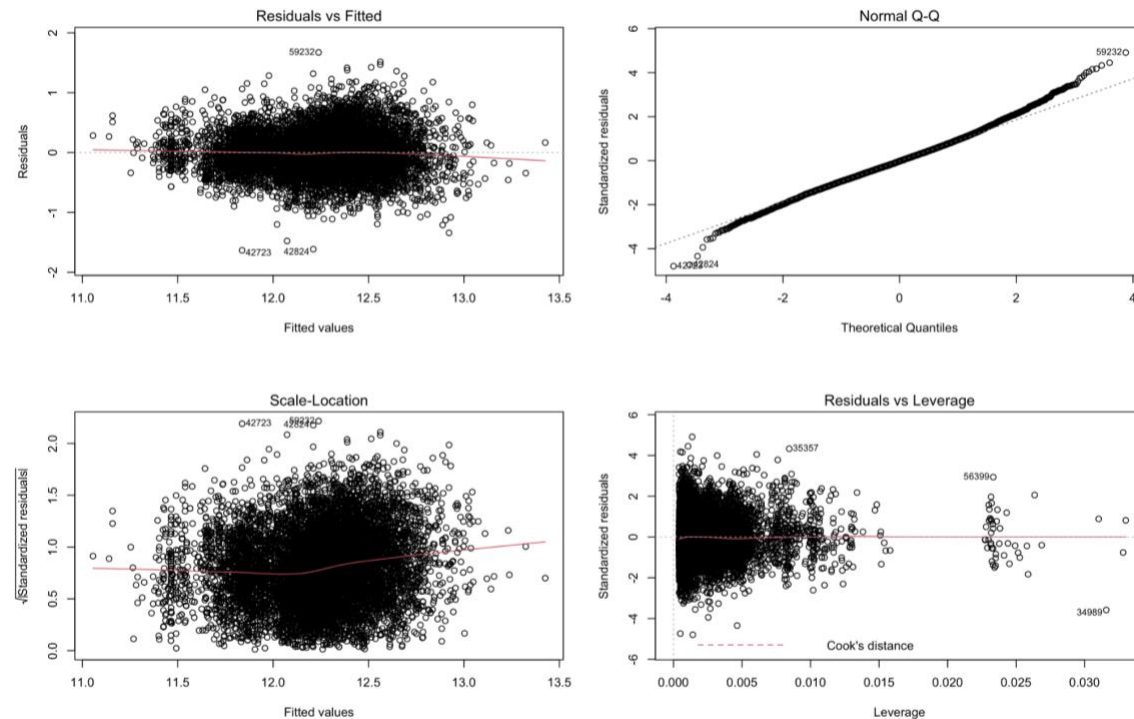 Residuals vs Fitted
Residuals
2
1
0
-1
-2
59232
42723
42824
11.0 11.5 12.0 12.5 13.0 13.5
Fitted values
Normal Q-Q
Standardized residuals
6
4
2
0
-2
-4
59232
42824
-4 -2 0 2 4
Theoretical Quantiles
Scale-Location
√|Standardized residuals|
2.0
1.5
1.0
0.5
0.0
42723
59232
42824
11.0 11.5 12.0 12.5 13.0 13.5
Fitted values
Residuals vs Leverage
Standardized residuals
6
4
2
0
-2
-4
-6
35357
56399
34989
Cook's distance
0.000 0.005 0.010 0.015 0.020 0.025 0.030
Leverage